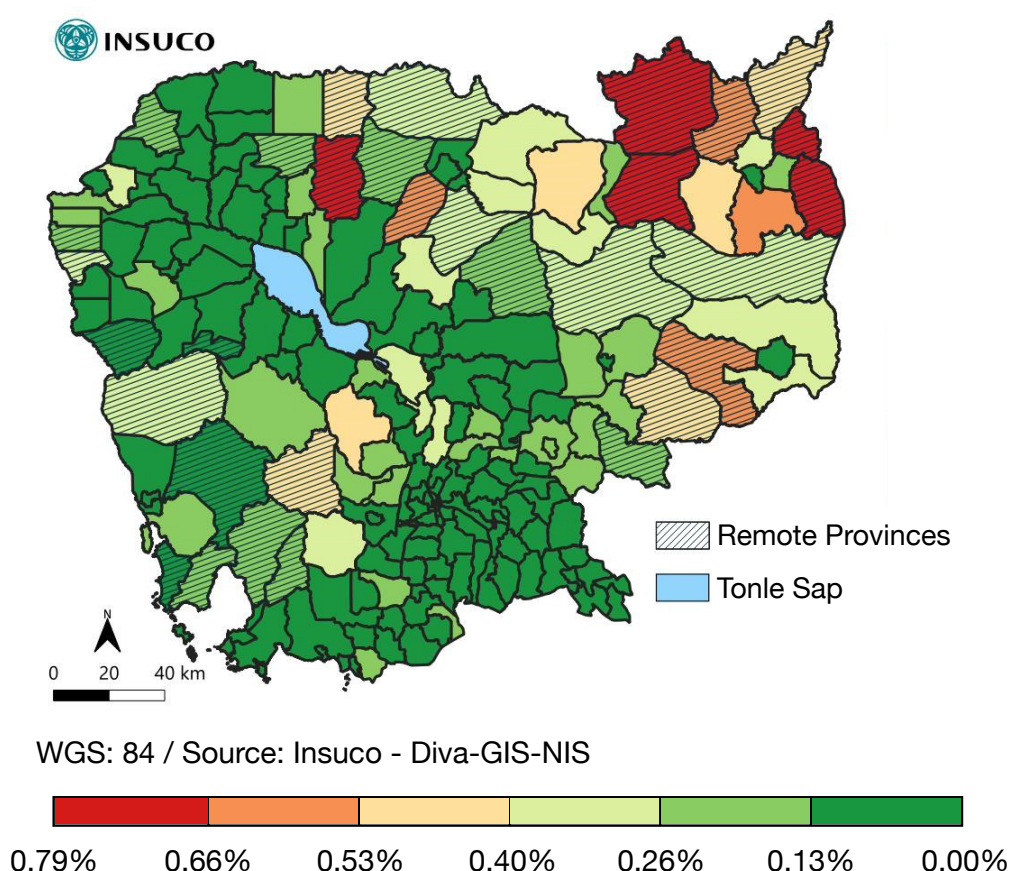 INSUCO
Remote Provinces
Tonle Sap
N
0 20 40 km
WGS: 84 / Source: Insuco - Diva-GIS-NIS
0.79% 0.66% 0.53% 0.40% 0.26% 0.13% 0.00%